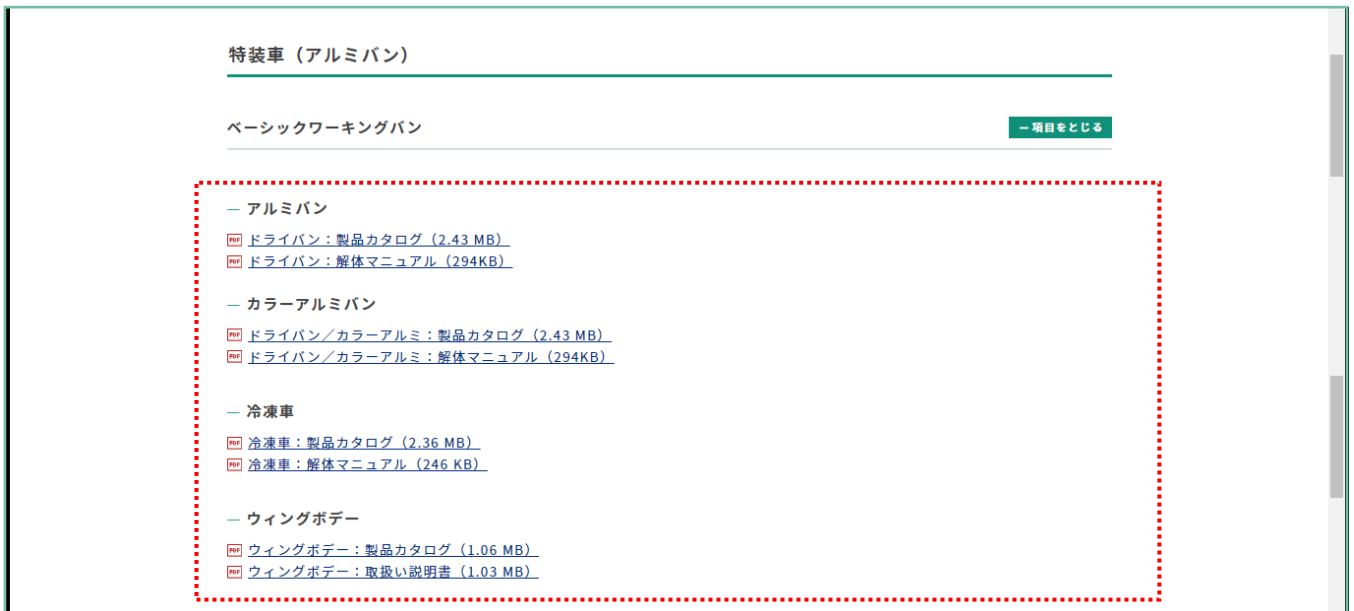 特装車（アルミバン）
ベーシックワーキングバン
ー項目をとじる
― アルミバン
PDF ドライバン：製品カタログ（2.43 MB）
PDF ドライバン：解体マニュアル（294KB）
― カラーアルミバン
PDF ドライバン／カラーアルミ：製品カタログ（2.43 MB）
PDF ドライバン／カラーアルミ：解体マニュアル（294KB）
― 冷凍車
PDF 冷凍車：製品カタログ（2.36 MB）
PDF 冷凍車：解体マニュアル（246 KB）
― ウィングボデー
PDF ウィングボデー：製品カタログ（1.06 MB）
PDF ウィングボデー：取扱い説明書（1.03 MB）